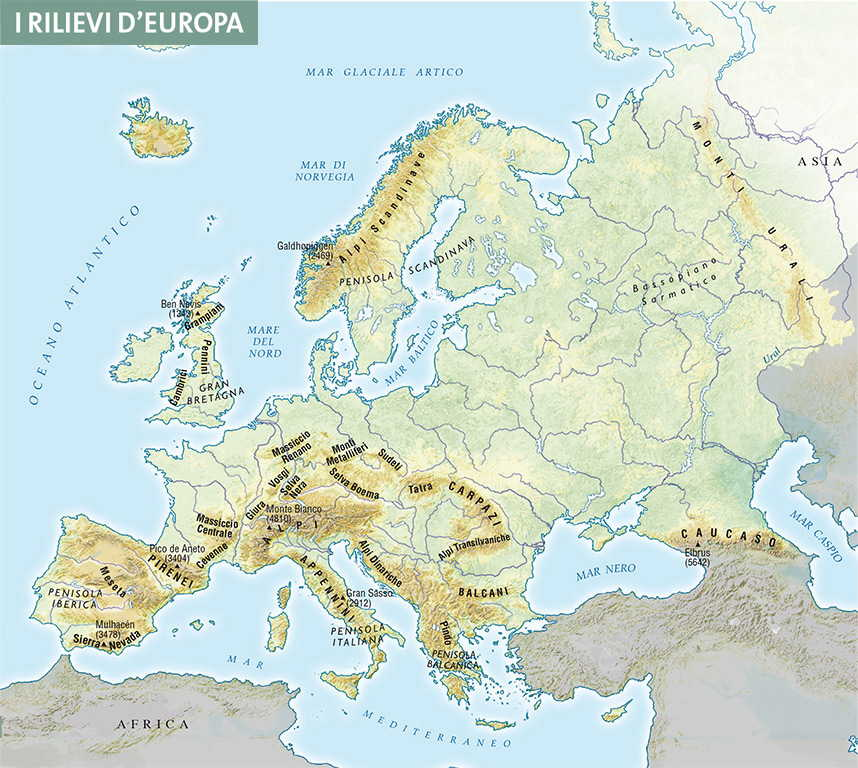 I RILIEVI D'EUROPA
MAR GLACIALE ARTICO
MONTI URALI
ASIA
MAR DI
NORVEGIA
Alpi Scandinave
OCEANO ATLANTICO
Galdhopiggen
(2469)
PENISOLA SCANDINAVA
Bassopiano
Sarmatico
Ben Nevis
(1343)
Grampiani
MARE
DEL
NORD
Pennini
Cambrici
GRAN
BRETAGNA
MAR BALTICO
Ural
Massiccio
Renano
Monti
Metalliferi
Sudeti
Vosgi
Selva
Nera
Selva Boema
Tatra
CARPAZI
Giura
Monte Bianco
(4810)
ALPI
Massiccio
Centrale
Cevenne
Alpi Transilvaniche
MAR CASPIO
CAUCASO
Elbrus
(5642)
Pico de Aneto
(3404)
PIRENEI
Meseta
PENISOLA
IBERICA
APPENNINI
Alpi Dinariche
MAR NERO
Gran Sasso
(2912)
BALCANI
Mulhacén
(3478)
Sierra Nevada
PENISOLA
ITALIANA
Pindo
PENISOLA
BALCANICA
MAR
MEDITERRANEO
AFRICA